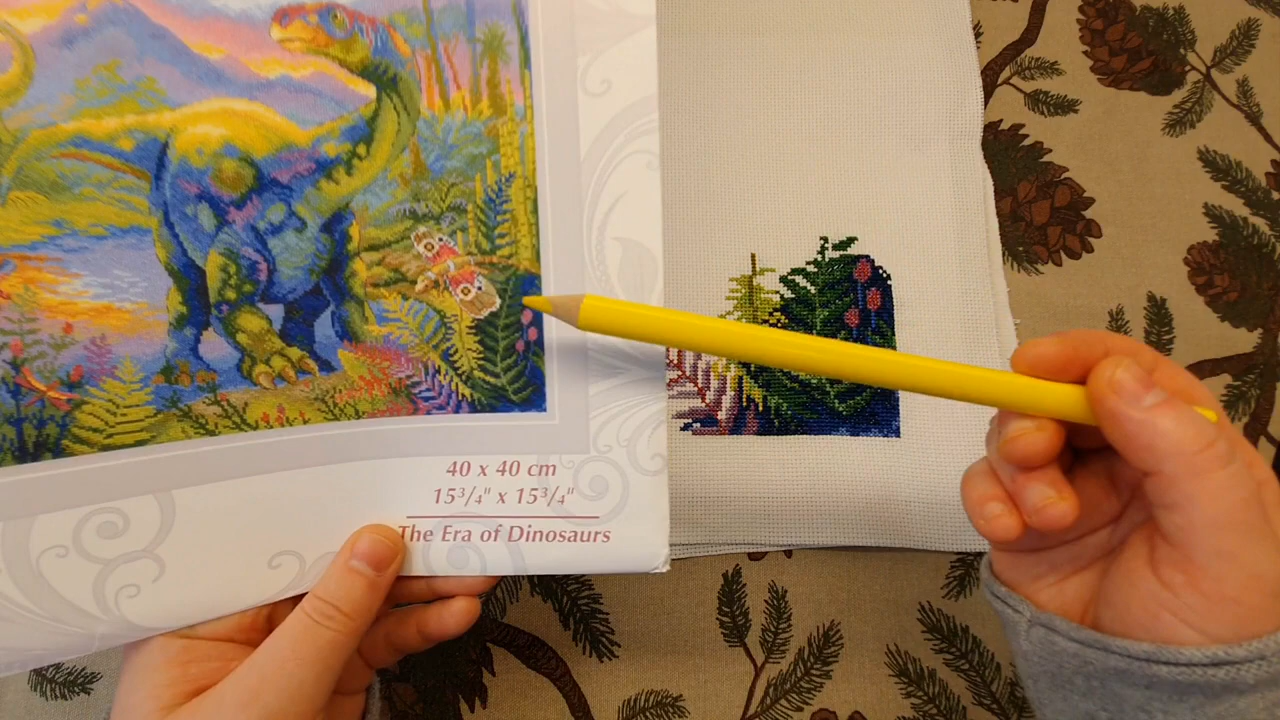 40 x 40 cm
15³/₄" x 15³/₄"
The Era of Dinosaurs